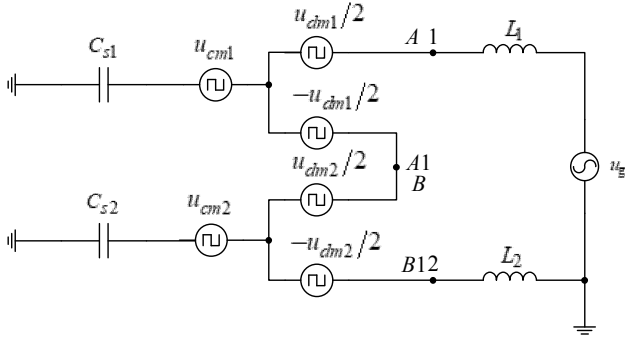 u_dm1/2
A 1
L_1
C_s1
u_cm1
−u_dm1/2
u_dm2/2
A1
B
u_g
C_s2
u_cm2
−u_dm2/2
B12
L_2